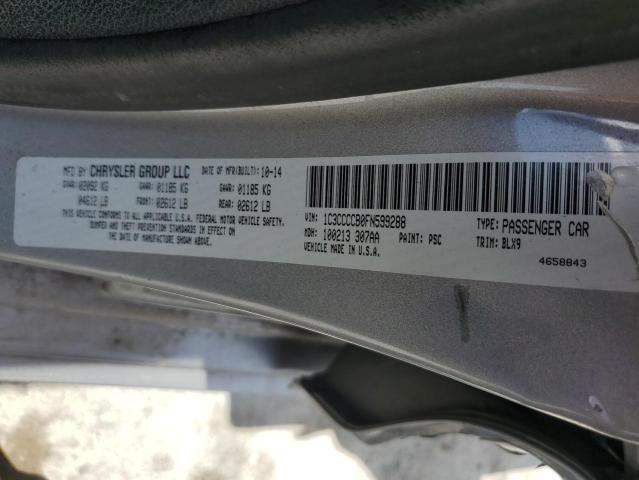 MFD BY CHRYSLER GROUP LLC DATE OF MFR(BUILT): 10-14
GVWR: 02092 KG GAWR: 01185 KG GAWR: 01185 KG
04612 LB FRONT: 02612 LB REAR: 02612 LB
THIS VEHICLE CONFORMS TO ALL APPLICABLE U.S.A. FEDERAL MOTOR VEHICLE SAFETY,
BUMPER AND THEFT PREVENTION STANDARDS IN EFFECT ON
THE DATE OF MANUFACTURE SHOWN ABOVE.
VIN: 1C3CCCCB0FN599288 TYPE: PASSENGER CAR
MDH: 100213 307AA PAINT: PSC TRIM: BLX9
VEHICLE MADE IN U.S.A.
4658843